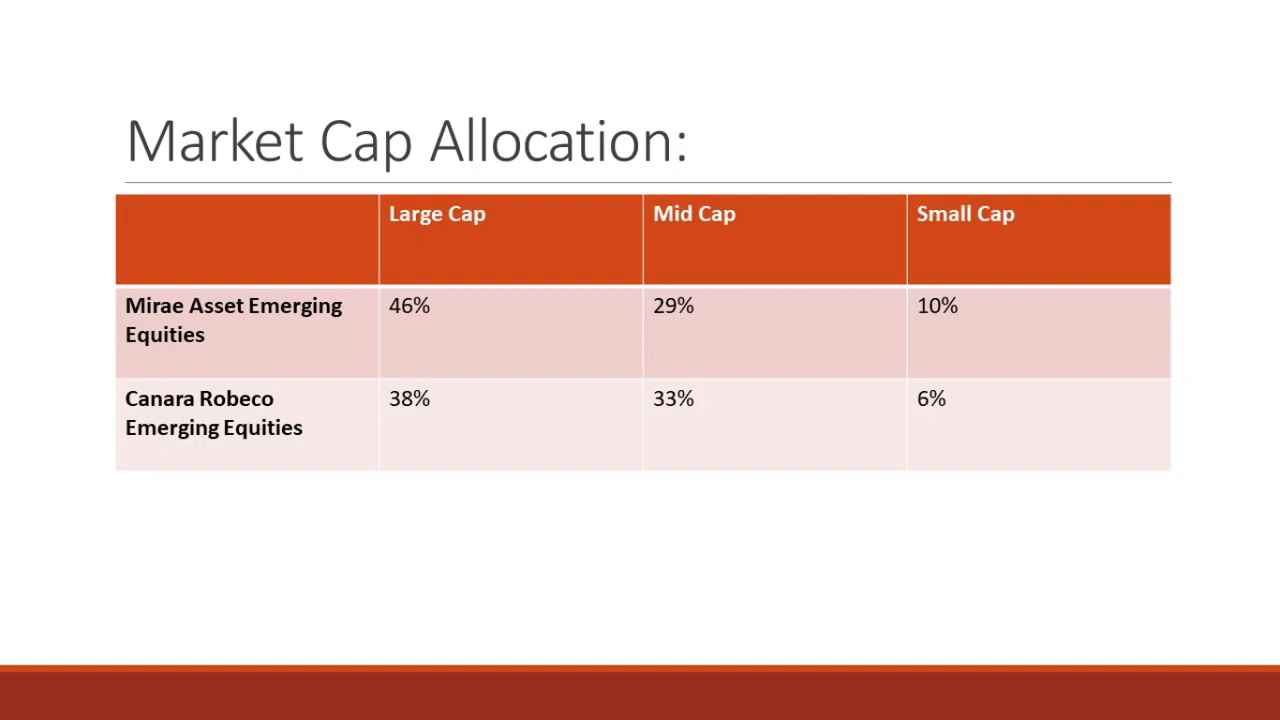 Market Cap Allocation:
Large Cap Mid Cap Small Cap
Mirae Asset Emerging 46% 29% 10%
Equities
Canara Robeco 38% 33% 6%
Emerging Equities